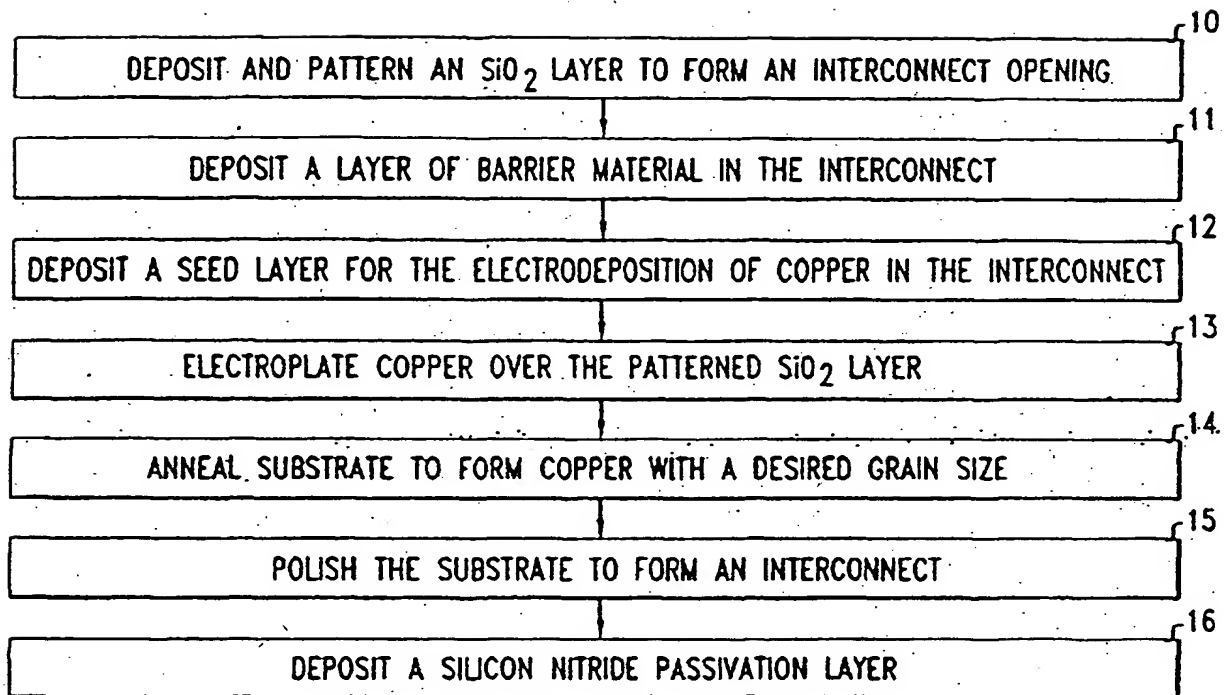 10
DEPOSIT AND PATTERN AN SiO2 LAYER TO FORM AN INTERCONNECT OPENING
11
DEPOSIT A LAYER OF BARRIER MATERIAL IN THE INTERCONNECT
12
DEPOSIT A SEED LAYER FOR THE ELECTRODEPOSITION OF COPPER IN THE INTERCONNECT
13
ELECTROPLATE COPPER OVER THE PATTERNED SiO2 LAYER
14
ANNEAL SUBSTRATE TO FORM COPPER WITH A DESIRED GRAIN SIZE
15
POLISH THE SUBSTRATE TO FORM AN INTERCONNECT
16
DEPOSIT A SILICON NITRIDE PASSIVATION LAYER